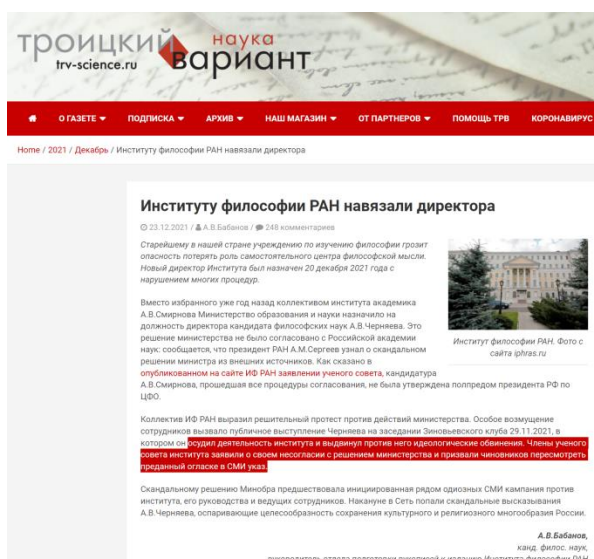 троицкий наука
вариант
trv-science.ru
О ГАЗЕТЕ ПОДПИСКА АРХИВ НАШ МАГАЗИН ОТ ПАРТНЕРОВ ПОМОЩЬ ТРВ КОРОНАВИРУС
Home / 2021 / Декабрь / Институту философии РАН навязали директора
Институту философии РАН навязали директора
23.12.2021 / А.В.Бабанов / 248 комментариев
Старейшему в нашей стране учреждению по изучению философии грозит
опасность потерять роль самостоятельного центра философской мысли.
Новый директор Института был назначен 20 декабря 2021 года с
нарушением многих процедур.
Вместо избранного уже год назад коллективом института академика
А.В.Смирнова Министерство образования и науки назначило на
должность директора кандидата философских наук А.В.Черняева. Это
решение министерства не было согласовано с Российской академии
наук: сообщается, что президент РАН А.М.Сергеев узнал о скандальном
решении министра из внешних источников. Как сказано в
опубликованном на сайте ИФ РАН заявлении ученого совета, кандидатура
А.В.Смирнова, прошедшая все процедуры согласования, не была утверждена полпредом президента РФ по
ЦФО.
Институт философии РАН. Фото с
сайта iphras.ru
Коллектив ИФ РАН выразил решительный протест против действий министерства. Особое возмущение
сотрудников вызвало публичное выступление Черняева на заседании Зиновьевского клуба 29.11.2021, в
котором он осудил деятельность института и выдвинул против него идеологические обвинения. Члены ученого
совета института заявили о своем несогласии с решением министерства и призвали чиновников пересмотреть
преданный огласке в СМИ указ.
Скандальному решению Минобра предшествовала инициированная рядом одиозных СМИ кампания против
института, его руководства и ведущих сотрудников. Накануне в Сеть попали скандальные высказывания
А.В.Черняева, оспаривающие целесообразность сохранения культурного и религиозного многообразия России.
А.В.Бабанов,
канд. филос. наук,
руководитель отдела подготовки рукописей к изданию Института философии РАН